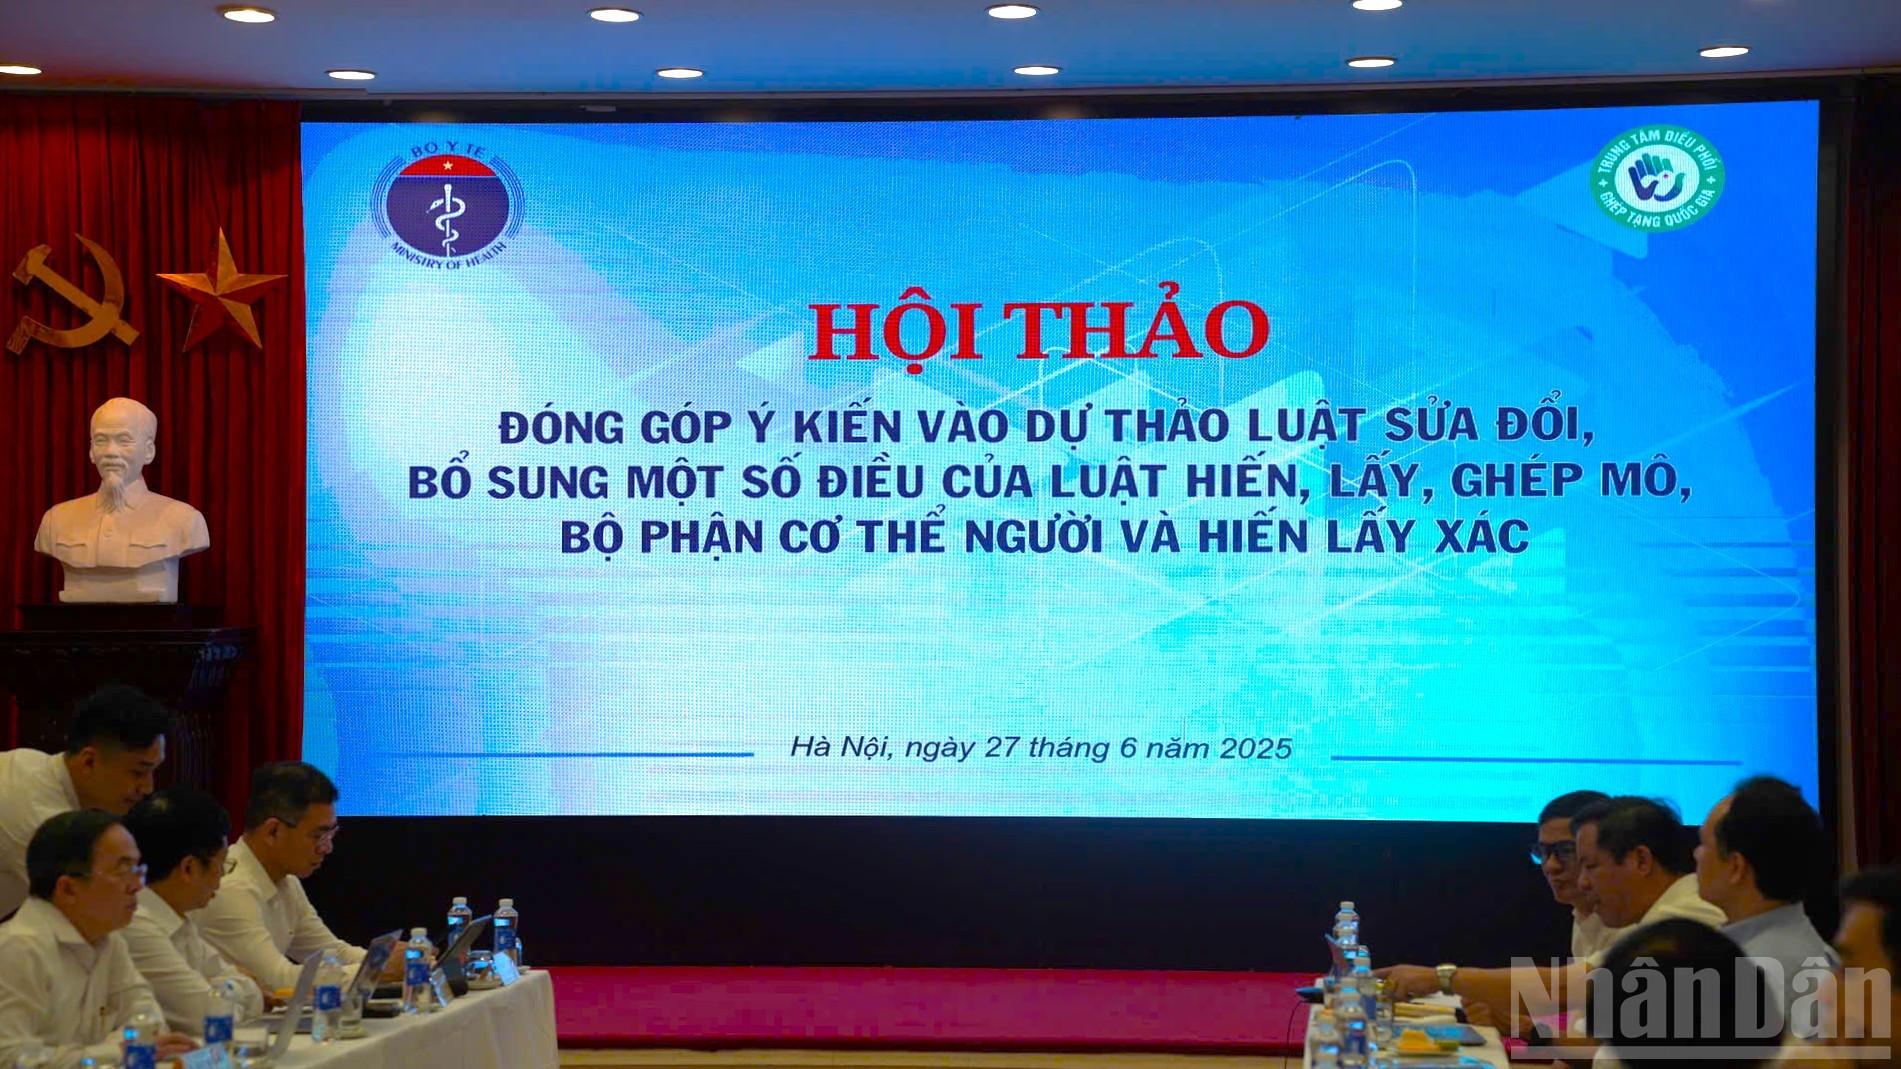 BỘ Y TẾ
MINISTRY OF HEALTH
TRUNG TÂM ĐIỀU PHỐI
GHÉP TẠNG QUỐC GIA
HỘI THẢO
ĐÓNG GÓP Ý KIẾN VÀO DỰ THẢO LUẬT SỬA ĐỔI,
BỔ SUNG MỘT SỐ ĐIỀU CỦA LUẬT HIẾN, LẤY, GHÉP MÔ,
BỘ PHẬN CƠ THỂ NGƯỜI VÀ HIẾN LẤY XÁC
Hà Nội, ngày 27 tháng 6 năm 2025
NhânDân